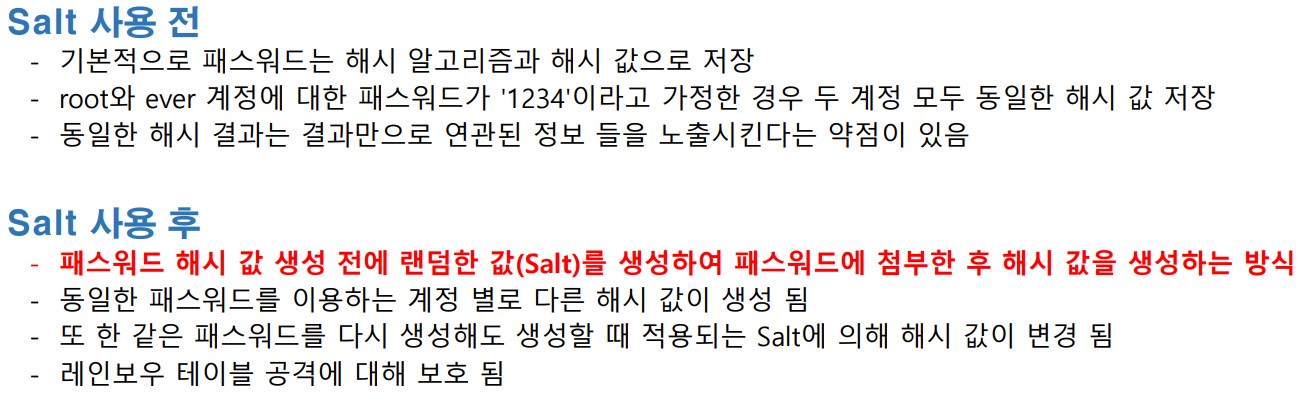 Salt 사용 전
- 기본적으로 패스워드는 해시 알고리즘과 해시 값으로 저장
- root와 ever 계정에 대한 패스워드가 '1234'이라고 가정한 경우 두 계정 모두 동일한 해시 값 저장
- 동일한 해시 결과는 결과만으로 연관된 정보 들을 노출시킨다는 약점이 있음
Salt 사용 후
- 패스워드 해시 값 생성 전에 랜덤한 값(Salt)를 생성하여 패스워드에 첨부한 후 해시 값을 생성하는 방식
- 동일한 패스워드를 이용하는 계정 별로 다른 해시 값이 생성 됨
- 또 한 같은 패스워드를 다시 생성해도 생성할 때 적용되는 Salt에 의해 해시 값이 변경 됨
- 레인보우 테이블 공격에 대해 보호 됨